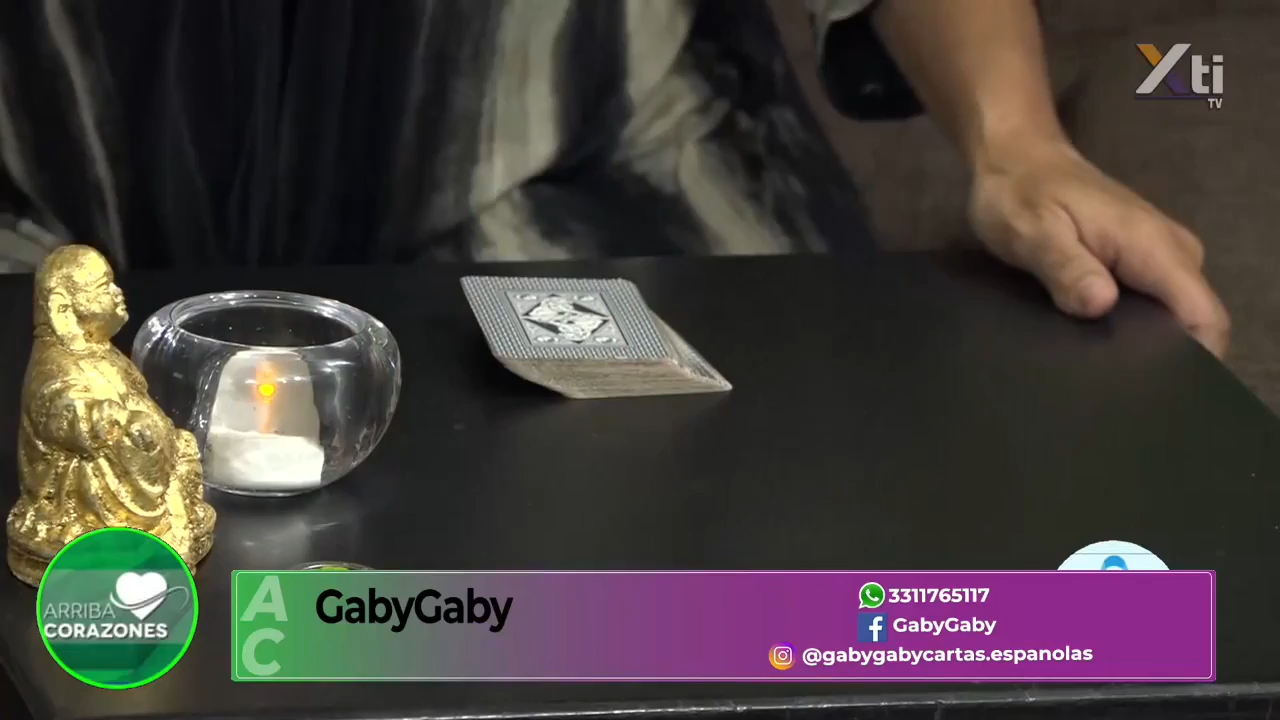 Xti
TV
ARRIBA
CORAZONES
AC
GabyGaby
3311765117
GabyGaby
@gabygabycartas.espanolas